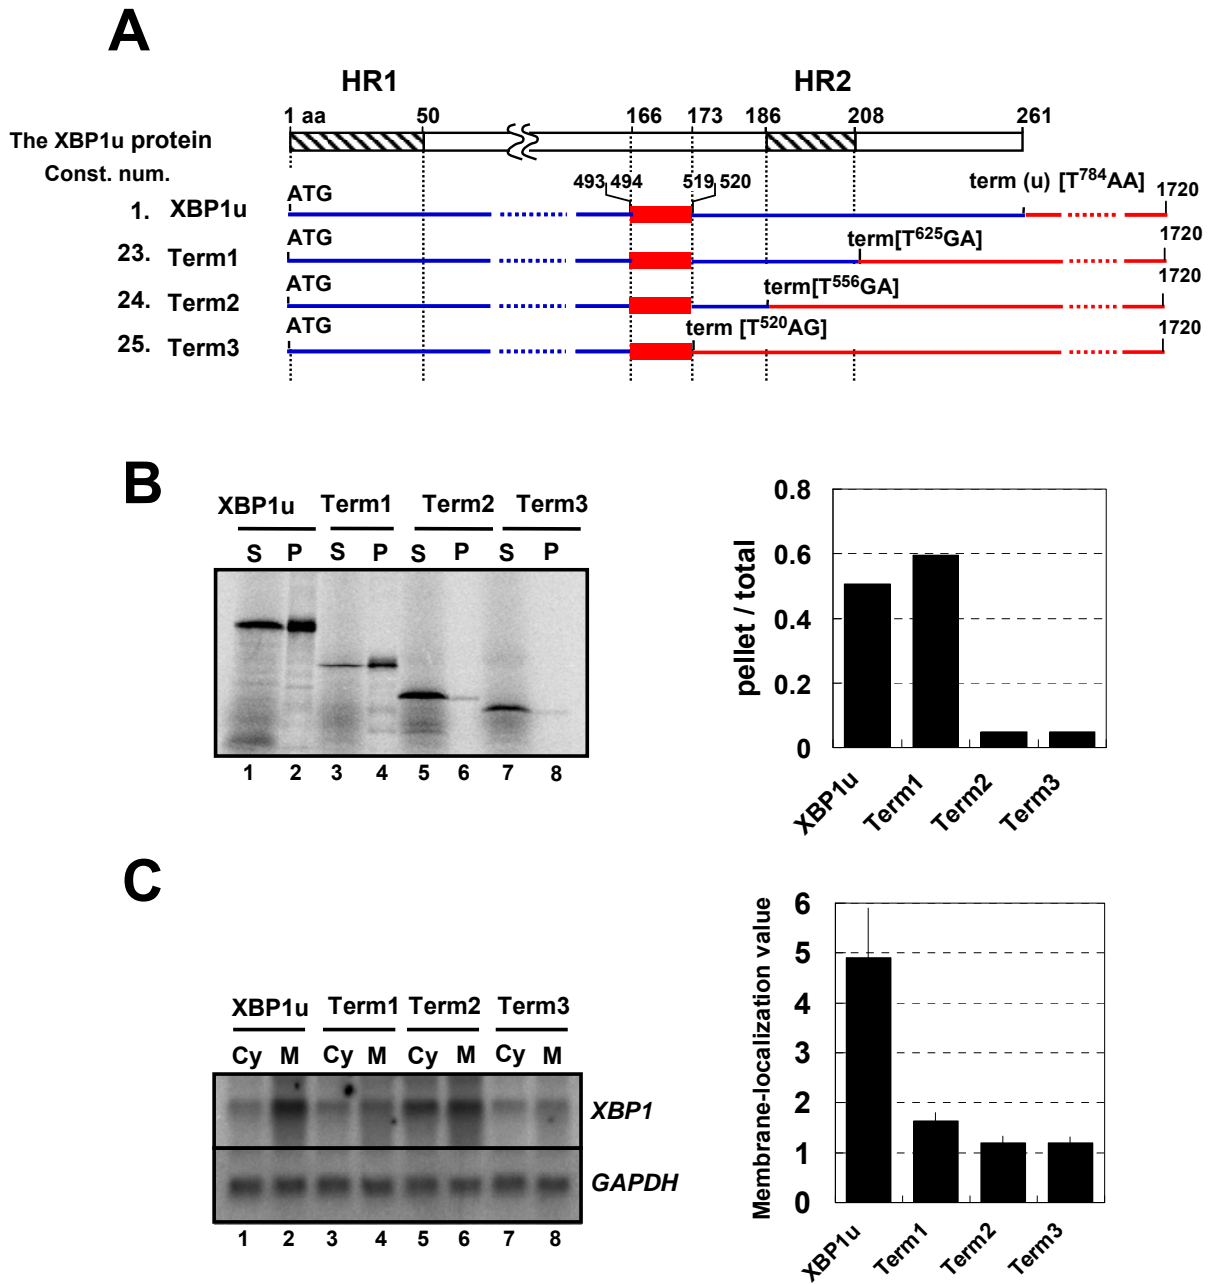 A
HR1 HR2
1 aa 50 166 173 186 208 261
The XBP1u protein
Const. num.
493 494 519 520 term (u) [T⁷⁸⁴AA] 1720
1. XBP1u ATG
23. Term1 ATG term[T⁶²⁵GA] 1720
24. Term2 ATG term[T⁵⁵⁶GA] 1720
25. Term3 ATG term [T⁵²⁰AG] 1720
B
XBP1u Term1 Term2 Term3
S P S P S P S P
1 2 3 4 5 6 7 8
pellet / total
0.8
0.6
0.4
0.2
0
XBP1u Term1 Term2 Term3
C
XBP1u Term1 Term2 Term3
Cy M Cy M Cy M Cy M
XBP1
GAPDH
1 2 3 4 5 6 7 8
Membrane-localization value
6
5
4
3
2
1
0
XBP1u Term1 Term2 Term3